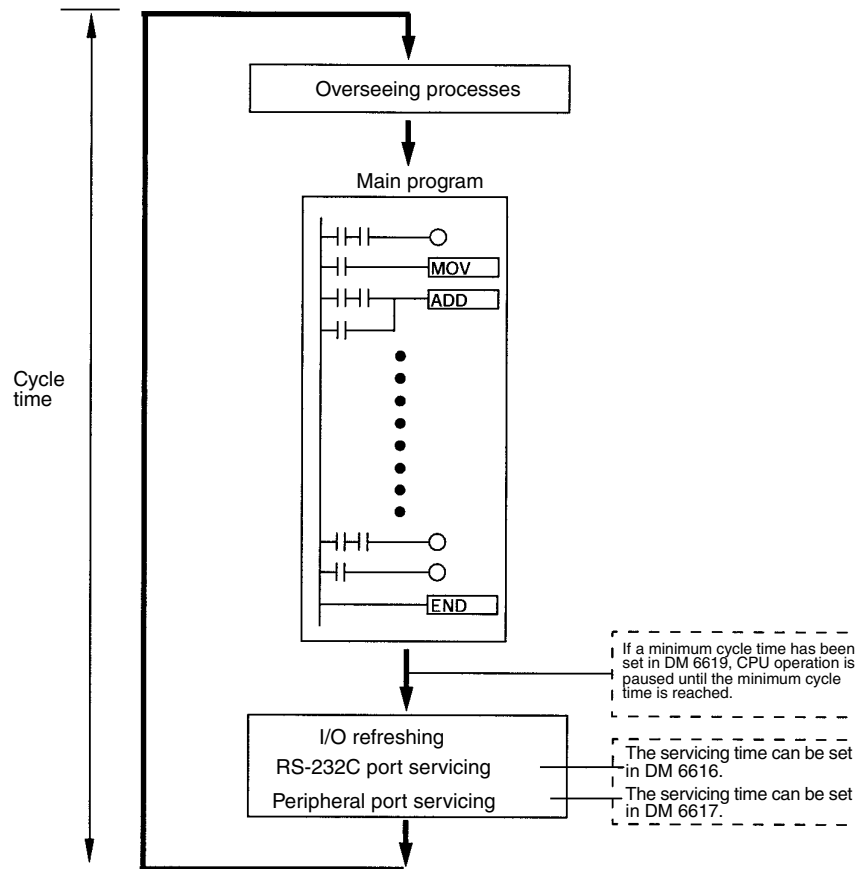 Overseeing processes
Main program
MOV
ADD
Cycle
time
END
If a minimum cycle time has been
set in DM 6619, CPU operation is
paused until the minimum cycle
time is reached.
I/O refreshing
RS-232C port servicing
The servicing time can be set
in DM 6616.
Peripheral port servicing
The servicing time can be set
in DM 6617.